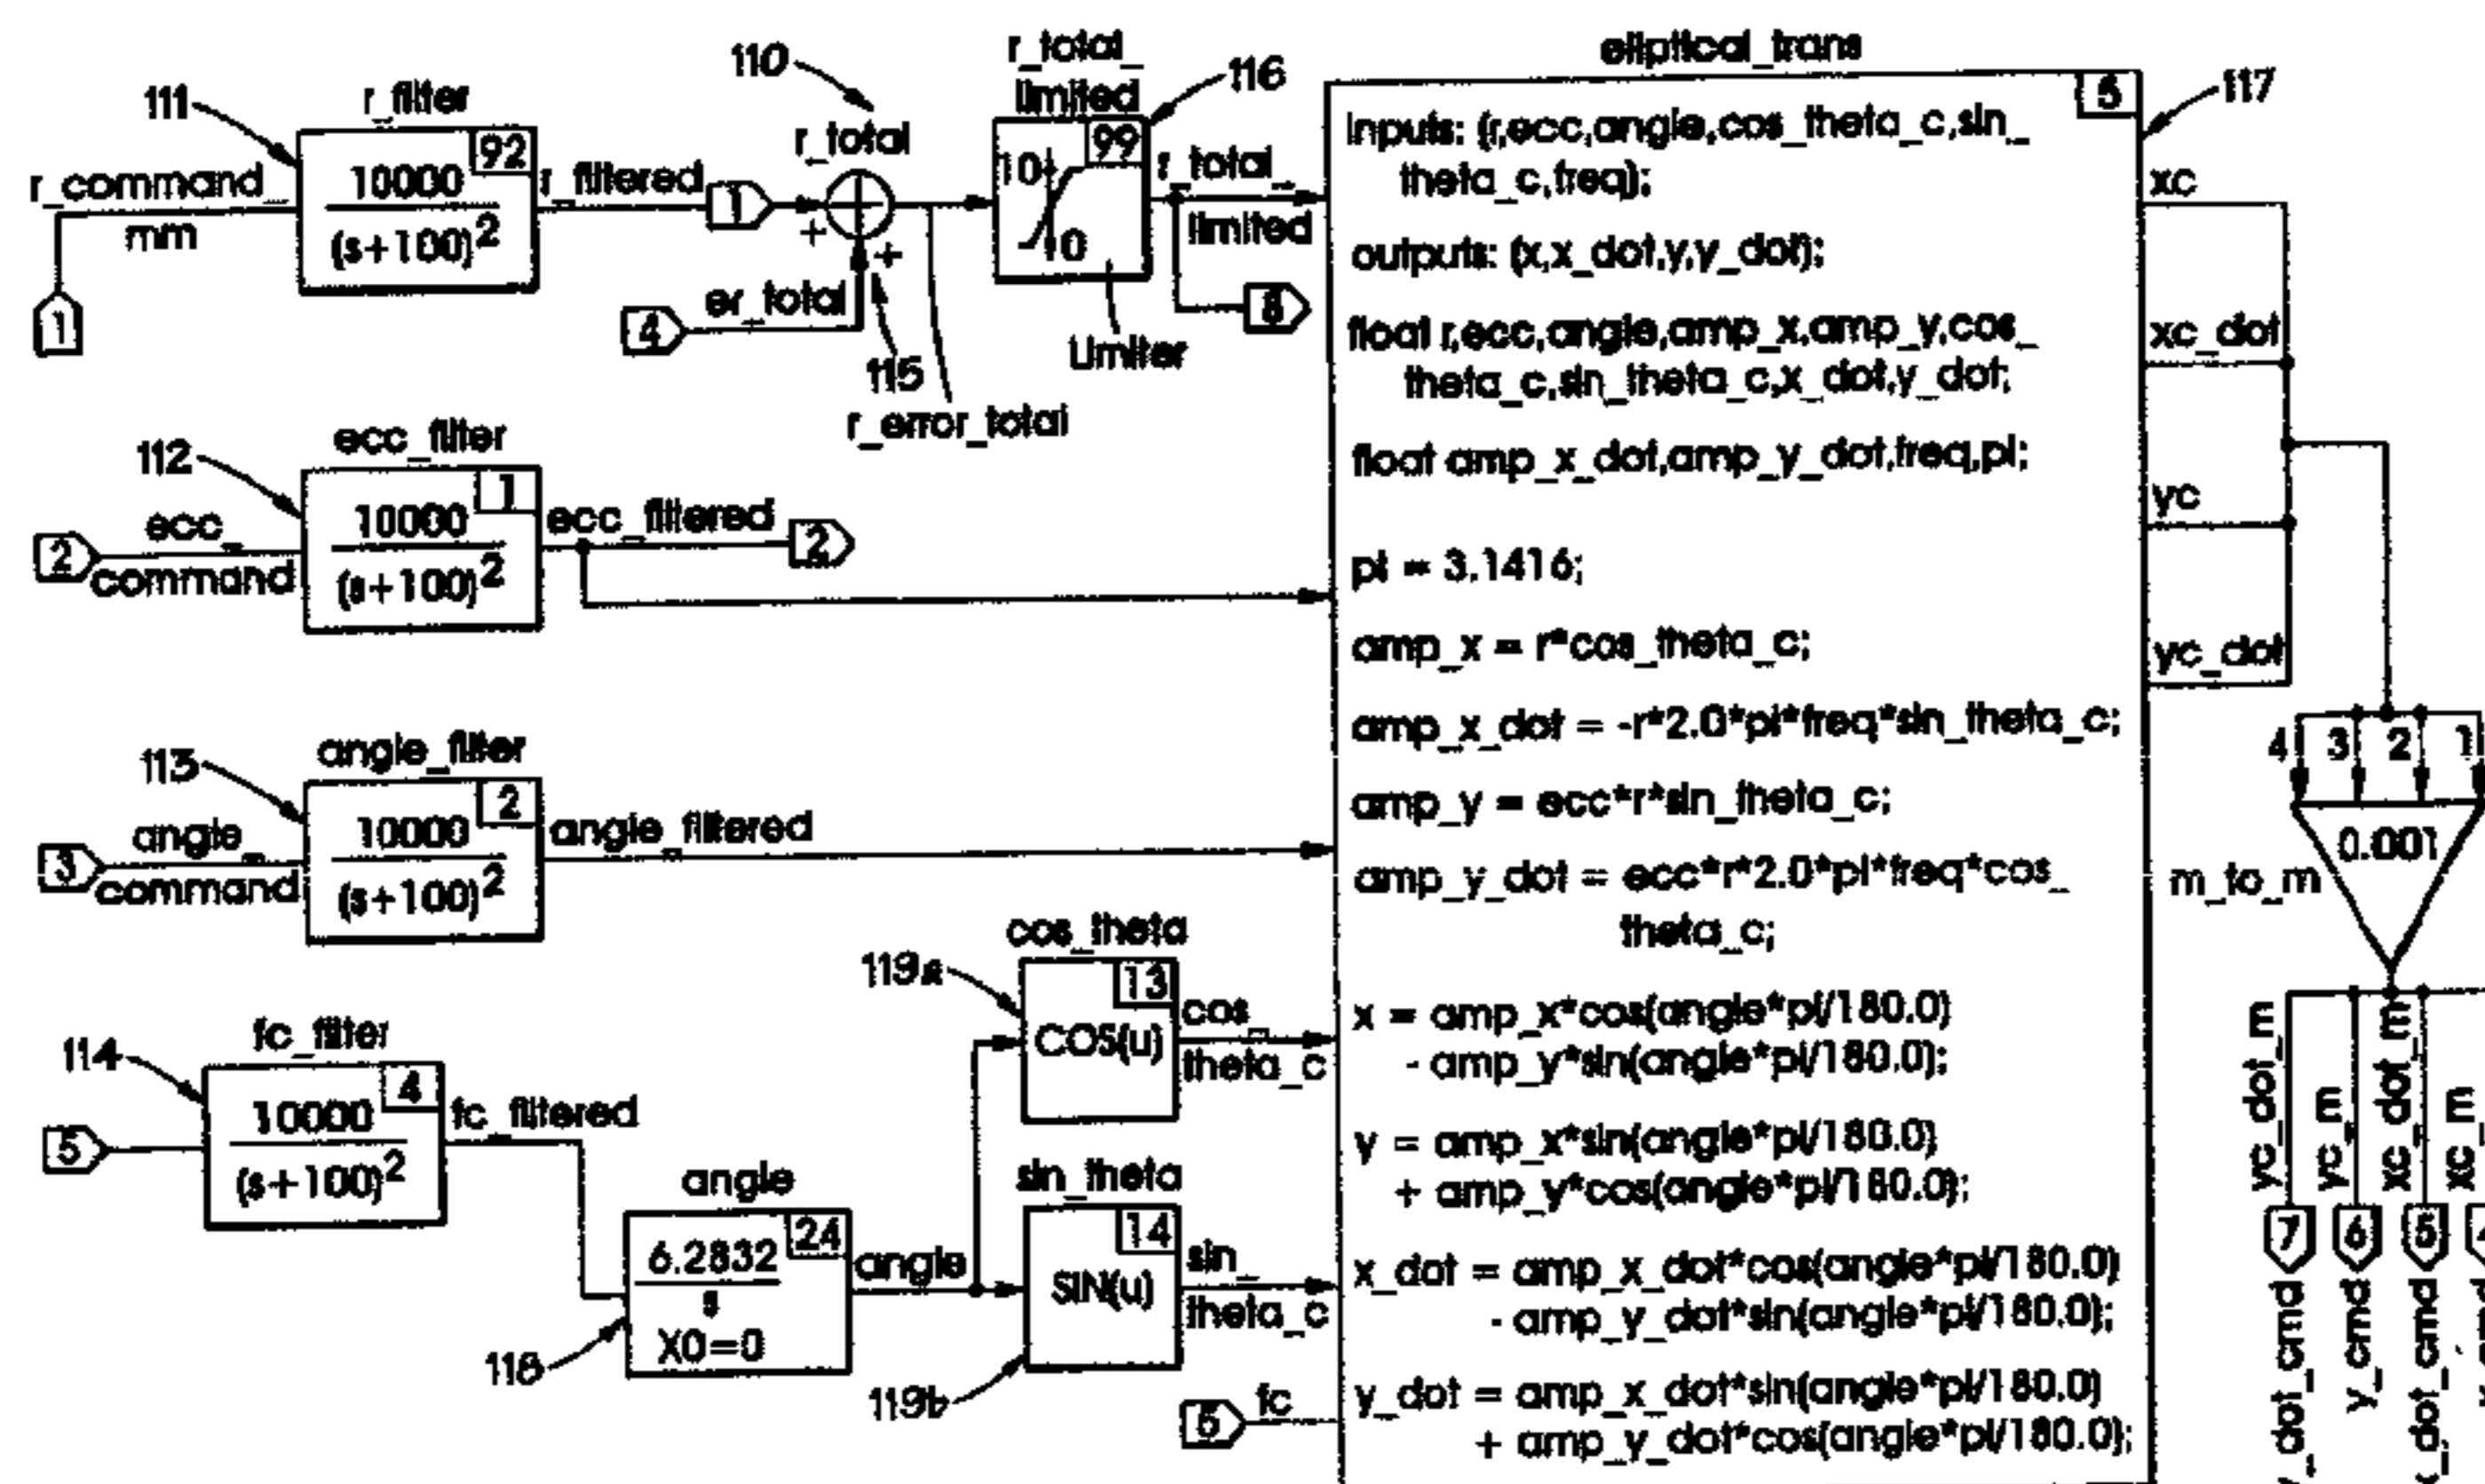 110
r_total_
limited
116
eliptical_trans
5
117
111
r_filter
92
10000
(s+100)2
r_command_
mm
1
r_filtered
1
r_total
+
+
4
er_total
115
r_error_total
99
10
0
Limiter
r_total_
limited
8
112
ecc_filter
1
10000
(s+100)2
2
ecc_
command
ecc_filtered
2
113
angle_filter
2
10000
(s+100)2
3
angle_
command
angle_filtered
114
fc_filter
4
10000
(s+100)2
5
fc_filtered
angle
24
6.2832
s
X0=0
118
angle
119a
cos_theta
13
COS(u)
cos_
theta_c
sin_theta
14
SIN(u)
sin_
theta_c
119b
5
fc
inputs: (r,ecc,angle,cos_theta_c,sin_
theta_c,freq);
outputs: (x,x_dot,y,y_dot);
float r,ecc,angle,amp_x,amp_y,cos_
theta_c,sin_theta_c,x_dot,y_dot;
float amp_x_dot,amp_y_dot,freq,pi;
pi = 3.1416;
amp_x = r*cos_theta_c;
amp_x_dot = -r*2.0*pi*freq*sin_theta_c;
amp_y = ecc*r*sin_theta_c;
amp_y_dot = ecc*r*2.0*pi*freq*cos_
theta_c;
x = amp_x*cos(angle*pi/180.0)
- amp_y*sin(angle*pi/180.0);
y = amp_x*sin(angle*pi/180.0)
+ amp_y*cos(angle*pi/180.0);
x_dot = amp_x_dot*cos(angle*pi/180.0)
- amp_y_dot*sin(angle*pi/180.0);
y_dot = amp_x_dot*sin(angle*pi/180.0)
+ amp_y_dot*cos(angle*pi/180.0);
xc
xc_dot
yc
yc_dot
4 3 2 1
0.001
m_to_m
yc_dot_m
yc_m
xc_dot_m
xc_m
7
6
5
_dot_cmd
y_cmd
_dot_cmd